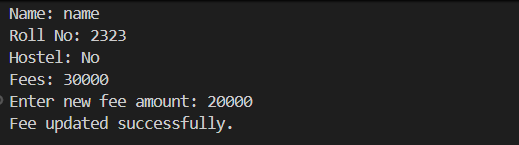 Name: name
Roll No: 2323
Hostel: No
Fees: 30000
Enter new fee amount: 20000
Fee updated successfully.